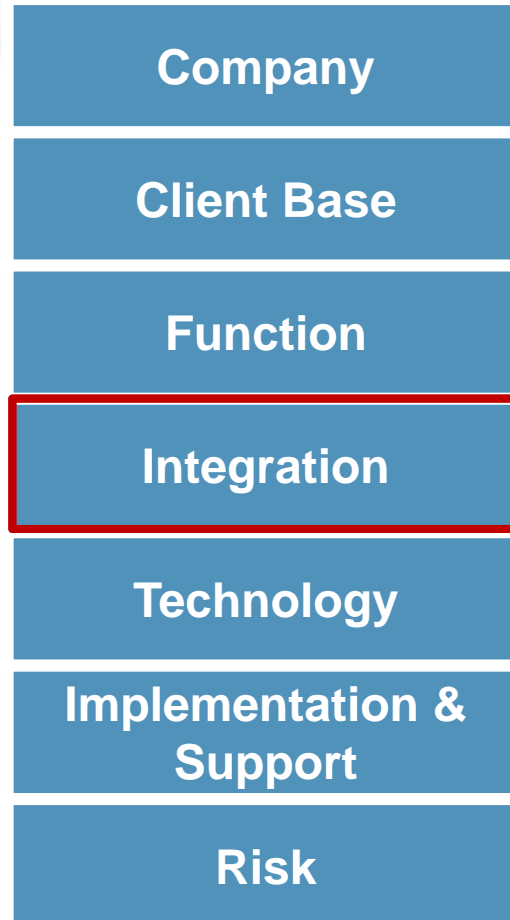 Company
Client Base
Function
Integration
Technology
Implementation &
Support
Risk